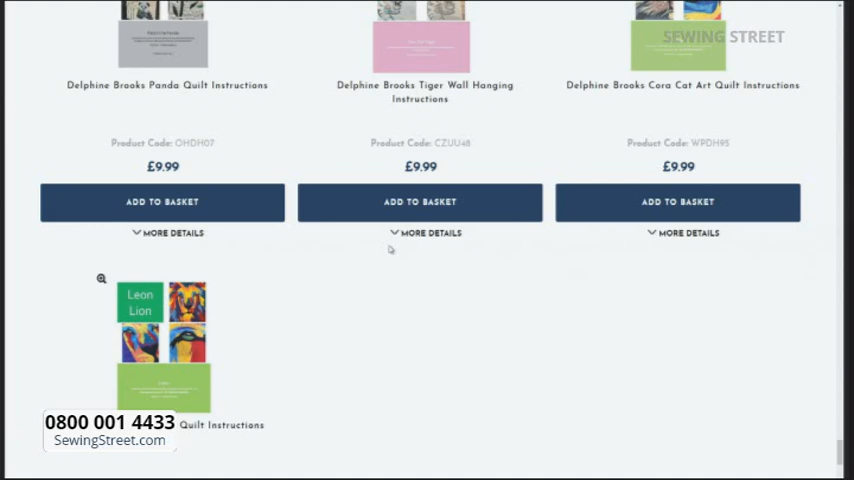 SEWING STREET
Delphine Brooks Panda Quilt Instructions
Delphine Brooks Tiger Wall Hanging
Instructions
Delphine Brooks Cora Cat Art Quilt Instructions
Product Code: OHDH07
Product Code: CZUU48
Product Code: WPDH95
£9.99
£9.99
£9.99
ADD TO BASKET
ADD TO BASKET
ADD TO BASKET
MORE DETAILS
MORE DETAILS
MORE DETAILS
Leon
Lion
0800 001 4433
SewingStreet.com
Quilt Instructions